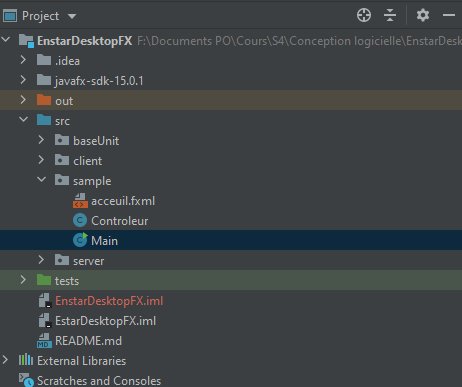 Project
EnstarDesktopFX F:\Documents PO\Cours\S4\Conception logicielle\EnstarDesk
.idea
javafx-sdk-15.0.1
out
src
baseUnit
client
sample
acceuil.fxml
Controleur
Main
server
tests
EnstarDesktopFX.iml
EstarDesktopFX.iml
README.md
External Libraries
Scratches and Consoles